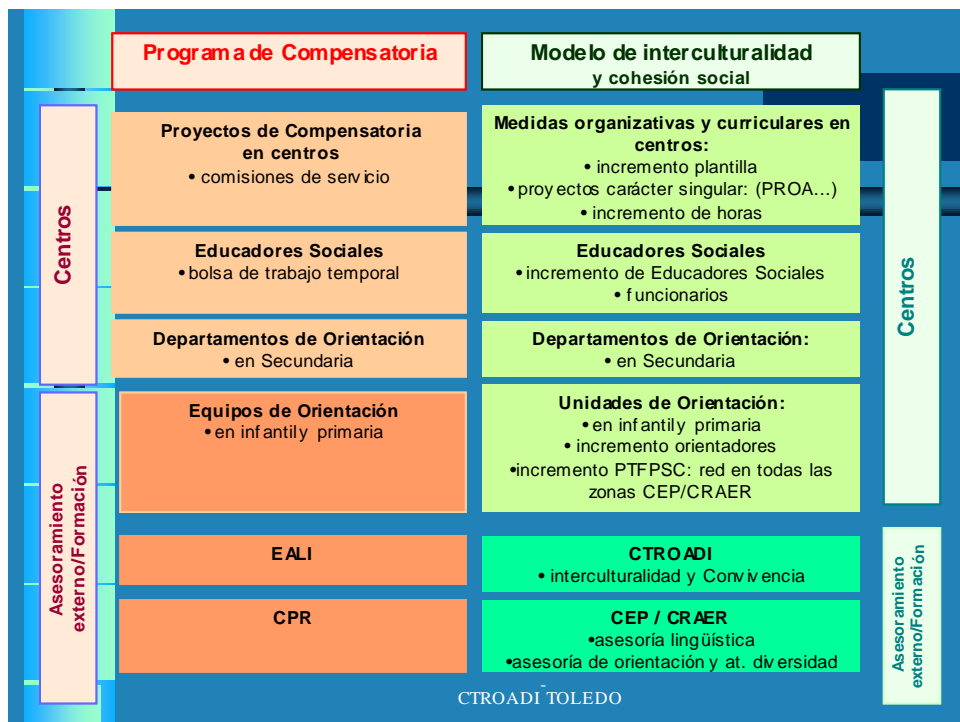 Programa de Compensatoria
Modelo de interculturalidad
y cohesión social
Centros
Proyectos de Compensatoria
en centros
• comisiones de servicio
Medidas organizativas y curriculares en
centros:
• incremento plantilla
• proyectos carácter singular: (PROA...)
• incremento de horas
Centros
Educadores Sociales
• bolsa de trabajo temporal
Educadores Sociales
• incremento de Educadores Sociales
• funcionarios
Departamentos de Orientación
• en Secundaria
Departamentos de Orientación:
• en Secundaria
Asesoramiento
externo/Formación
Equipos de Orientación
• en infantil y primaria
Unidades de Orientación:
• en infantil y primaria
• incremento orientadores
•incremento PTFPSC: red en todas las
zonas CEP/CRAER
EALI
CTROADI
• interculturalidad y Convivencia
Asesoramiento
externo/Formación
CPR
CEP / CRAER
•asesoría lingüística
•asesoría de orientación y at. diversidad
CTROADI-TOLEDO